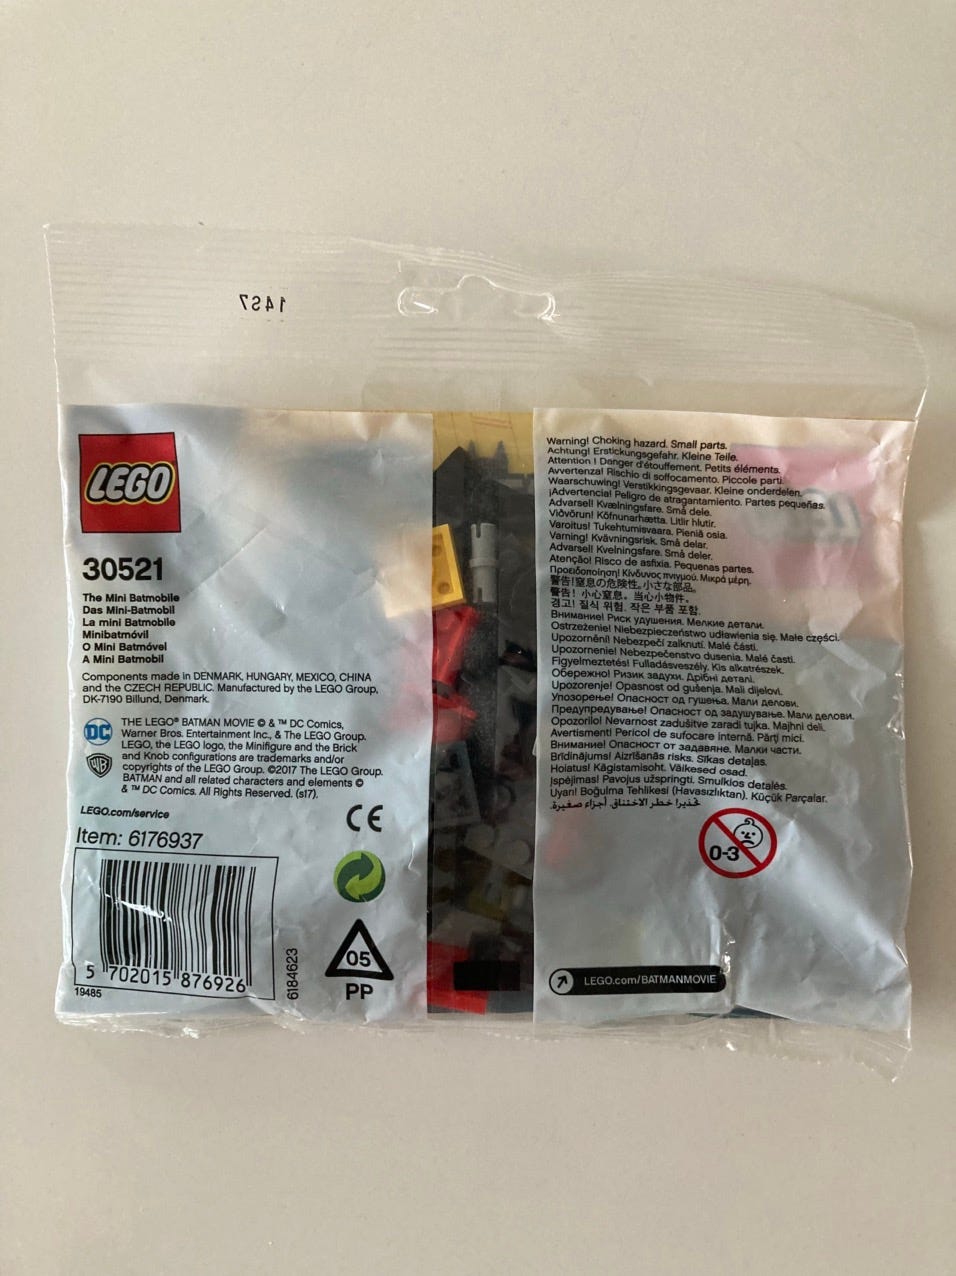 14S7
LEGO
30521
The Mini Batmobile
Das Mini-Batmobil
La mini Batmobile
Minibatmóvil
O Mini Batmóvel
A Mini Batmobil
Components made in DENMARK, HUNGARY, MEXICO, CHINA
and the CZECH REPUBLIC. Manufactured by the LEGO Group,
DK-7190 Billund, Denmark.
DC
WB
THE LEGO® BATMAN MOVIE © & ™ DC Comics,
Warner Bros. Entertainment Inc., & The LEGO Group.
LEGO, the LEGO logo, the Minifigure and the Brick
and Knob configurations are trademarks and/or
copyrights of the LEGO Group. ©2017 The LEGO Group.
BATMAN and all related characters and elements ©
& ™ DC Comics. All Rights Reserved. (s17).
LEGO.com/service
CE
Item: 6176937
5 702015 876926
19485
6184623
05
PP
Warning! Choking hazard. Small parts.
Achtung! Erstickungsgefahr. Kleine Teile.
Attention ! Danger d'étouffement. Petits éléments.
Avvertenza! Rischio di soffocamento. Piccole parti.
Waarschuwing! Verstikkingsgevaar. Kleine onderdelen.
¡Advertencia! Peligro de atragantamiento. Partes pequeñas.
Advarsel! Kvælningsfare. Små dele.
Viðvörun! Köfnunarhætta. Litlir hlutir.
Varoitus! Tukehtumisvaara. Pieniä osia.
Varning! Kvävningsrisk. Små delar.
Advarsel! Kvelningsfare. Små deler.
Atenção! Risco de asfixia. Pequenas partes.
Προειδοποίηση! Κίνδυνος πνιγμού. Μικρά μέρη.
警告!窒息の危険性。小さな部品。
警告! 小心窒息。当心小物件。
경고! 질식 위험. 작은 부품 포함.
Внимание! Риск удушения. Мелкие детали.
Ostrzeżenie! Niebezpieczeństwo udławienia się. Małe części.
Upozornění! Nebezpečí zalknutí. Malé části.
Upozornenie! Nebezpečenstvo dusenia. Malé časti.
Figyelmeztetés! Fulladásveszély. Kis alkatrészek.
Обережно! Ризик задухи. Дрібні деталі.
Upozorenje! Opasnost od gušenja. Mali dijelovi.
Упозорење! Опасност од гушења. Мали делови.
Предупредување! Опасност од задушување. Мали делови.
Opozorilo! Nevarnost zadušitve zaradi tujka. Majhni deli.
Avertisment! Pericol de sufocare internă. Părţi mici.
Внимание! Опасност от задавяне. Малки части.
Brīdinājums! Aizrīšanās risks. Sīkas detaļas.
Hoiatus! Kägistamisoht. Väikesed osad.
Įspėjimas! Pavojus užspringti. Smulkios detalės.
Uyarı! Boğulma Tehlikesi (Havasızlıktan). Küçük Parçalar.
تحذير! خطر الاختناق. أجزاء صغيرة.
0-3
LEGO.com/BATMANMOVIE